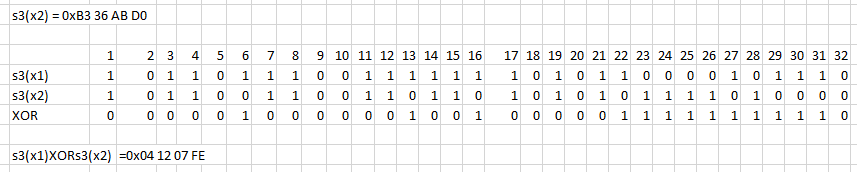 s3(x2) = 0xB3 36 AB D0
1 2 3 4 5 6 7 8 9 10 11 12 13 14 15 16 17 18 19 20 21 22 23 24 25 26 27 28 29 30 31 32
s3(x1) 1 0 1 1 0 1 1 1 0 0 1 1 1 1 1 1 1 0 1 0 1 1 0 0 0 0 1 0 1 1 1 0
s3(x2) 1 0 1 1 0 0 1 1 0 0 1 1 0 1 1 0 1 0 1 0 1 0 1 1 1 1 0 1 0 0 0 0
XOR 0 0 0 0 0 1 0 0 0 0 0 0 1 0 0 1 0 0 0 0 0 1 1 1 1 1 1 1 1 1 1 0
s3(x1)XORs3(x2) =0x04 12 07 FE